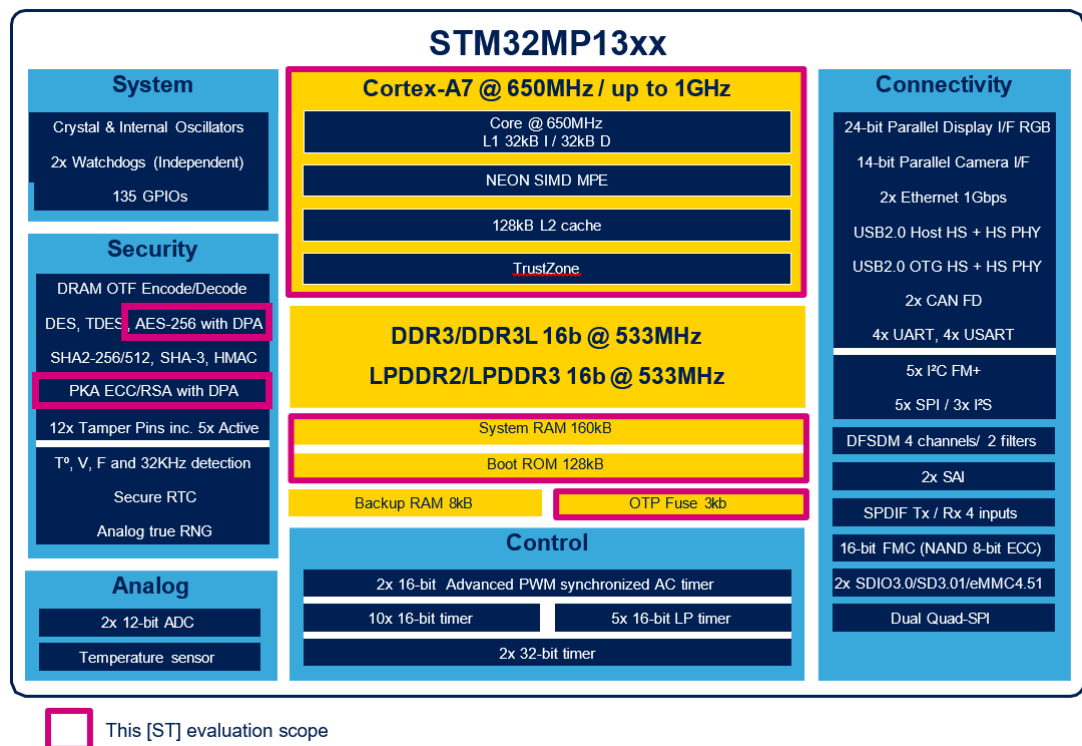 STM32MP13xx
System
Crystal & Internal Oscillators
2x Watchdogs (Independent)
135 GPIOs
Security
DRAM OTF Encode/Decode
DES, TDES, AES-256 with DPA
SHA2-256/512, SHA-3, HMAC
PKA ECC/RSA with DPA
12x Tamper Pins inc. 5x Active
Tº, V, F and 32KHz detection
Secure RTC
Analog true RNG
Analog
2x 12-bit ADC
Temperature sensor
Cortex-A7 @ 650MHz / up to 1GHz
Core @ 650MHz
L1 32kB I / 32kB D
NEON SIMD MPE
128kB L2 cache
TrustZone
DDR3/DDR3L 16b @ 533MHz
LPDDR2/LPDDR3 16b @ 533MHz
System RAM 160kB
Boot ROM 128kB
Backup RAM 8kB
OTP Fuse 3kb
Control
2x 16-bit Advanced PWM synchronized AC timer
10x 16-bit timer
5x 16-bit LP timer
2x 32-bit timer
Connectivity
24-bit Parallel Display I/F RGB
14-bit Parallel Camera I/F
2x Ethernet 1Gbps
USB2.0 Host HS + HS PHY
USB2.0 OTG HS + HS PHY
2x CAN FD
4x UART, 4x USART
5x I²C FM+
5x SPI / 3x I²S
DFSDM 4 channels/ 2 filters
2x SAI
SPDIF Tx / Rx 4 inputs
16-bit FMC (NAND 8-bit ECC)
2x SDIO3.0/SD3.01/eMMC4.51
Dual Quad-SPI
This [ST] evaluation scope